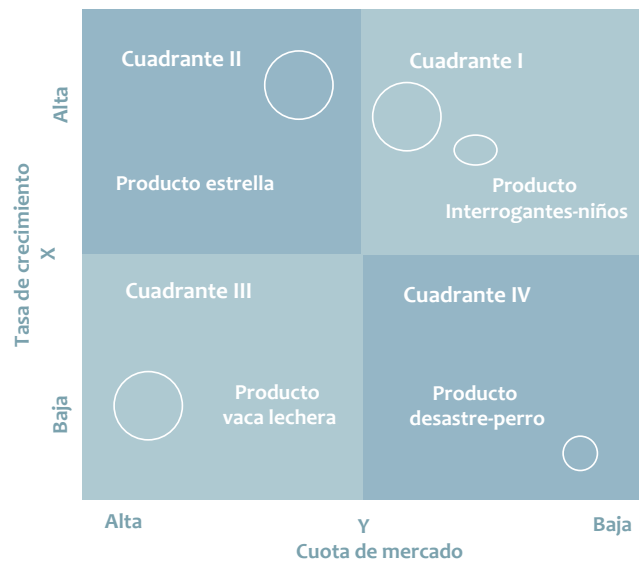 Cuadrante II
Cuadrante I
Alta
Producto estrella
Producto
Interrogantes-niños
Tasa de crecimiento
X
Cuadrante III
Cuadrante IV
Baja
Producto
vaca lechera
Producto
desastre-perro
Alta
Y
Baja
Cuota de mercado